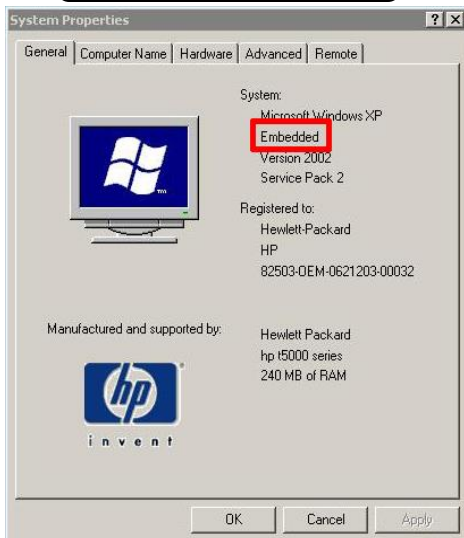 System Properties
General
Computer Name
Hardware
Advanced
Remote
System:
Microsoft Windows XP
Embedded
Version 2002
Service Pack 2
Registered to:
Hewlett-Packard
HP
82503-OEM-0621203-00032
Manufactured and supported by:
Hewlett Packard
hp t5000 series
240 MB of RAM
hp
invent
OK
Cancel
Apply